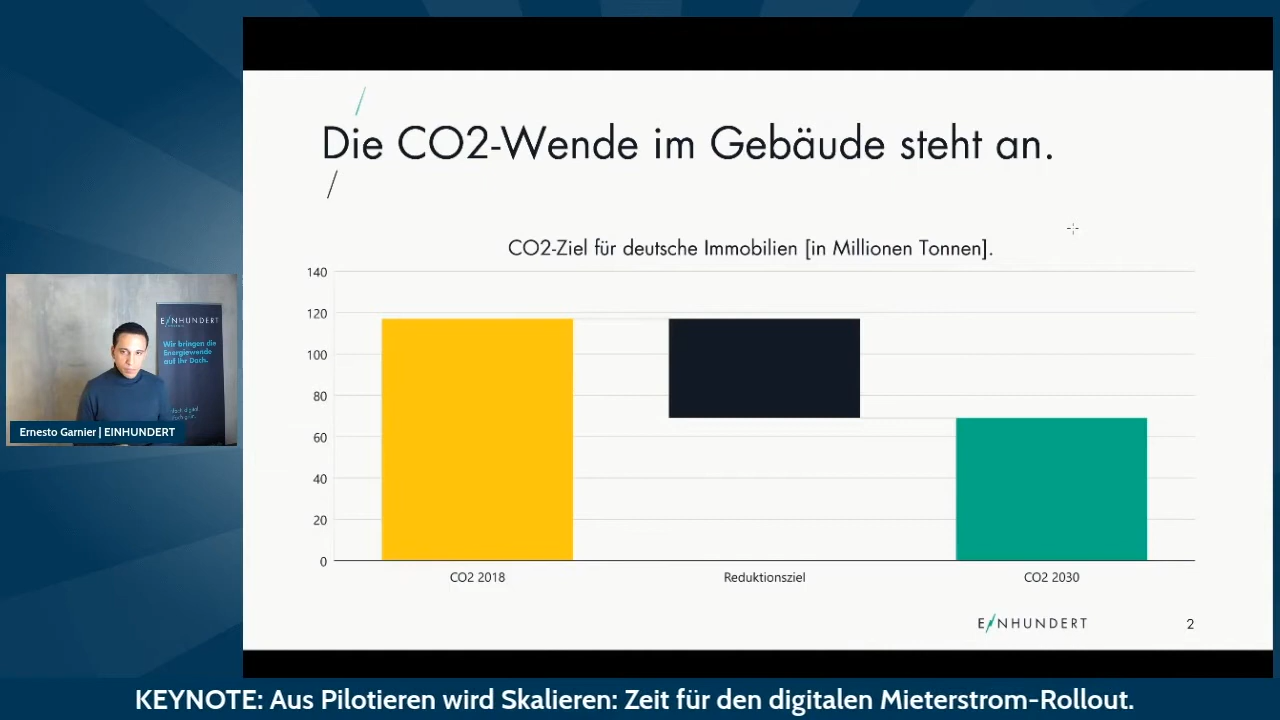 Die CO2-Wende im Gebäude steht an.
CO2-Ziel für deutsche Immobilien [in Millionen Tonnen].
140
120
100
80
60
40
20
0
CO2 2018
Reduktionsziel
CO2 2030
EINHUNDERT
2
EINHUNDERT
Wir bringen die
Energiewende
auf Ihr Dach.
Ernesto Garnier | EINHUNDERT
KEYNOTE: Aus Pilotieren wird Skalieren: Zeit für den digitalen Mieterstrom-Rollout.